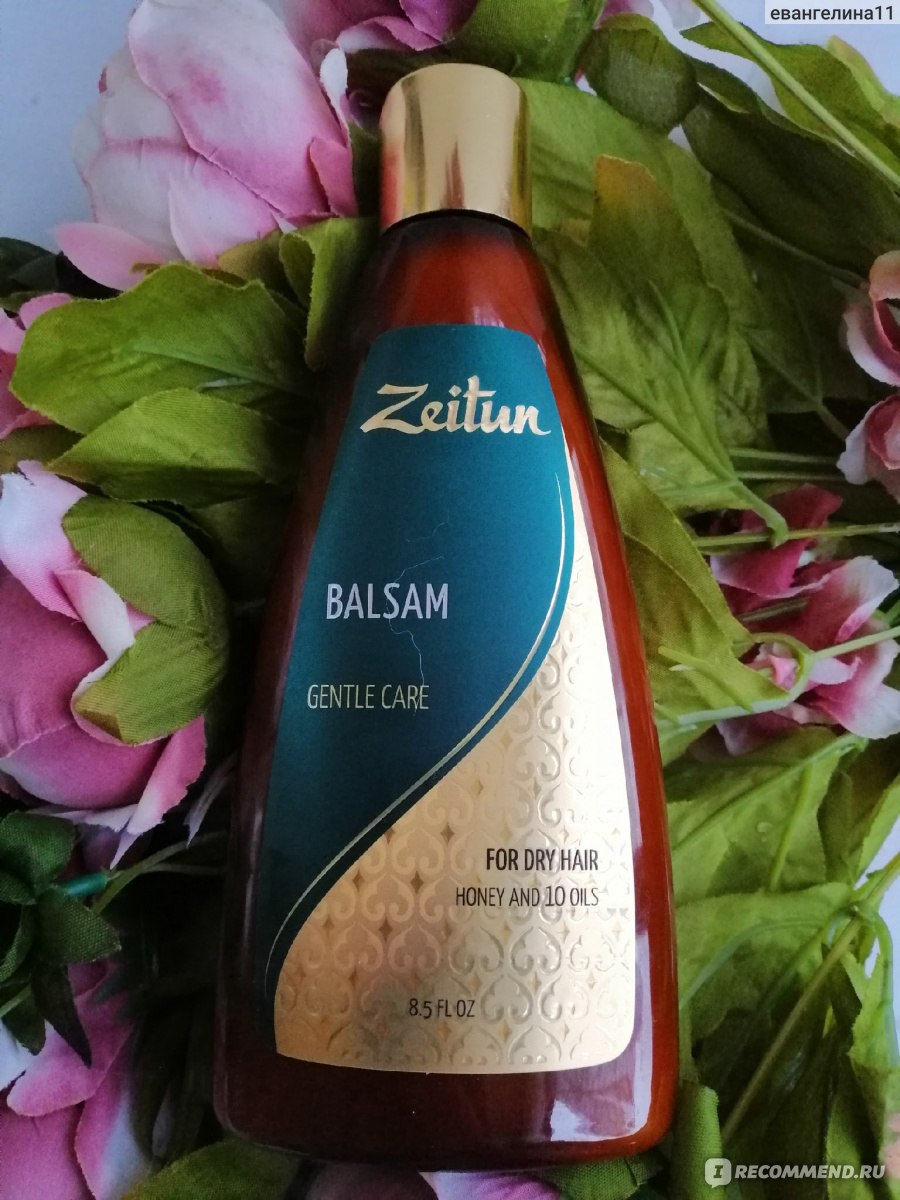 евангелина11
Zeitun
BALSAM
GENTLE CARE
FOR DRY HAIR
HONEY AND 10 OILS
8.5 FL OZ
I RECOMMEND.RU